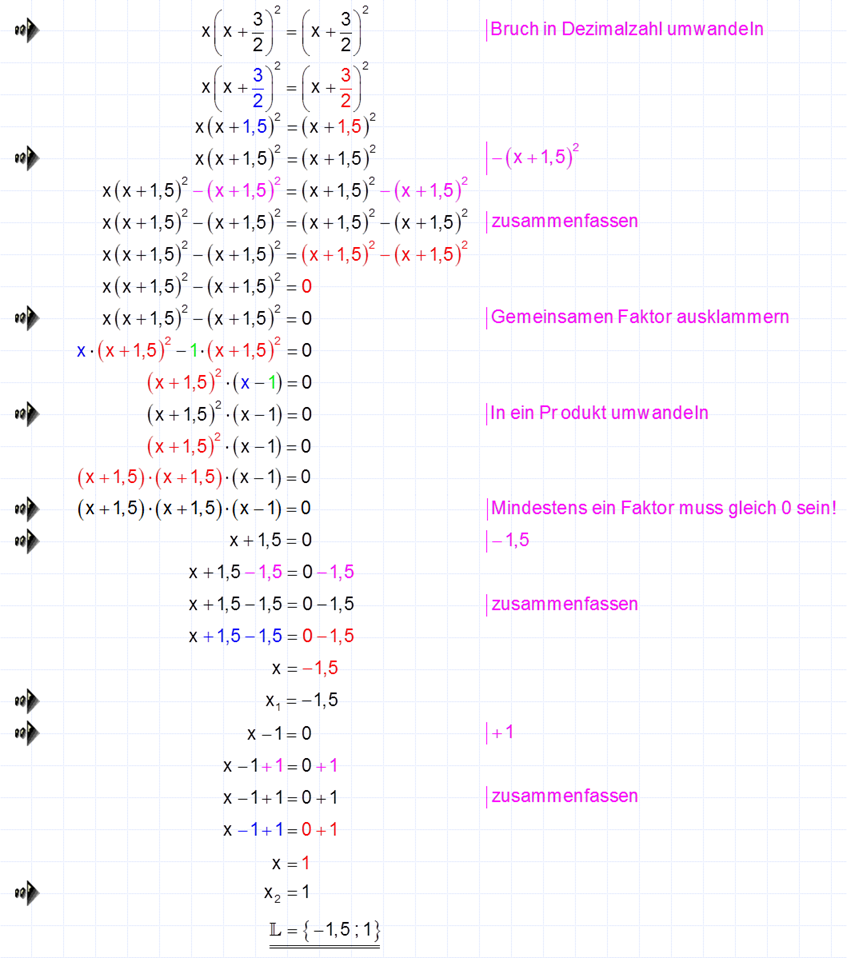 x(x + 3/2)² = (x + 3/2)² |Bruch in Dezimalzahl umwandeln
x(x + 3/2)² = (x + 3/2)²
x(x + 1,5)² = (x + 1,5)²
x(x + 1,5)² = (x + 1,5)² |−(x + 1,5)²
x(x + 1,5)² − (x + 1,5)² = (x + 1,5)² − (x + 1,5)²
x(x + 1,5)² − (x + 1,5)² = (x + 1,5)² − (x + 1,5)² |zusammenfassen
x(x + 1,5)² − (x + 1,5)² = (x + 1,5)² − (x + 1,5)²
x(x + 1,5)² − (x + 1,5)² = 0
x(x + 1,5)² − (x + 1,5)² = 0 |Gemeinsamen Faktor ausklammern
x·(x + 1,5)² − 1·(x + 1,5)² = 0
(x + 1,5)²·(x − 1) = 0
(x + 1,5)²·(x − 1) = 0 |In ein Produkt umwandeln
(x + 1,5)²·(x − 1) = 0
(x + 1,5)·(x + 1,5)·(x − 1) = 0
(x + 1,5)·(x + 1,5)·(x − 1) = 0 |Mindestens ein Faktor muss gleich 0 sein!
x + 1,5 = 0 |− 1,5
x + 1,5 − 1,5 = 0 − 1,5
x + 1,5 − 1,5 = 0 − 1,5 |zusammenfassen
x + 1,5 − 1,5 = 0 − 1,5
x = −1,5
x₁ = −1,5
x − 1 = 0 |+ 1
x − 1 + 1 = 0 + 1
x − 1 + 1 = 0 + 1 |zusammenfassen
x − 1 + 1 = 0 + 1
x = 1
x₂ = 1
𝕃 = {−1,5 ; 1}